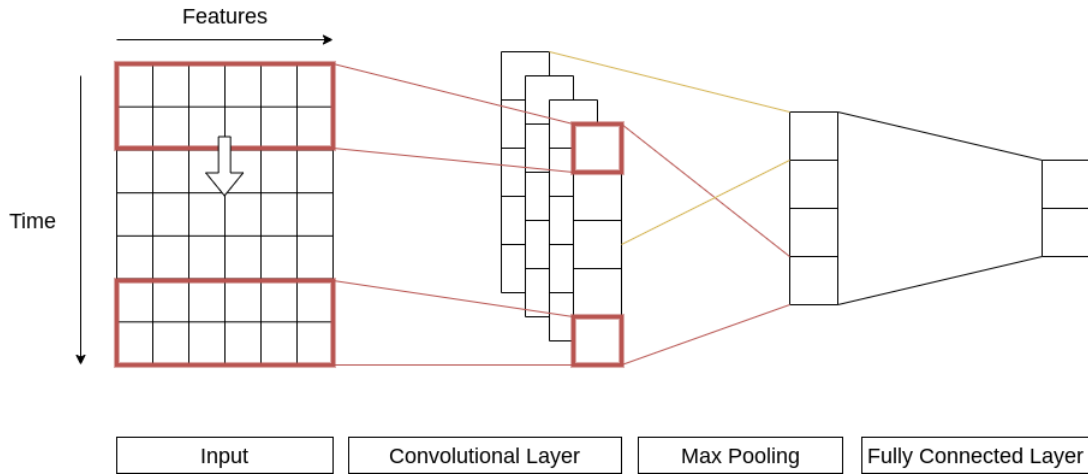 Features
Time
Input
Convolutional Layer
Max Pooling
Fully Connected Layer